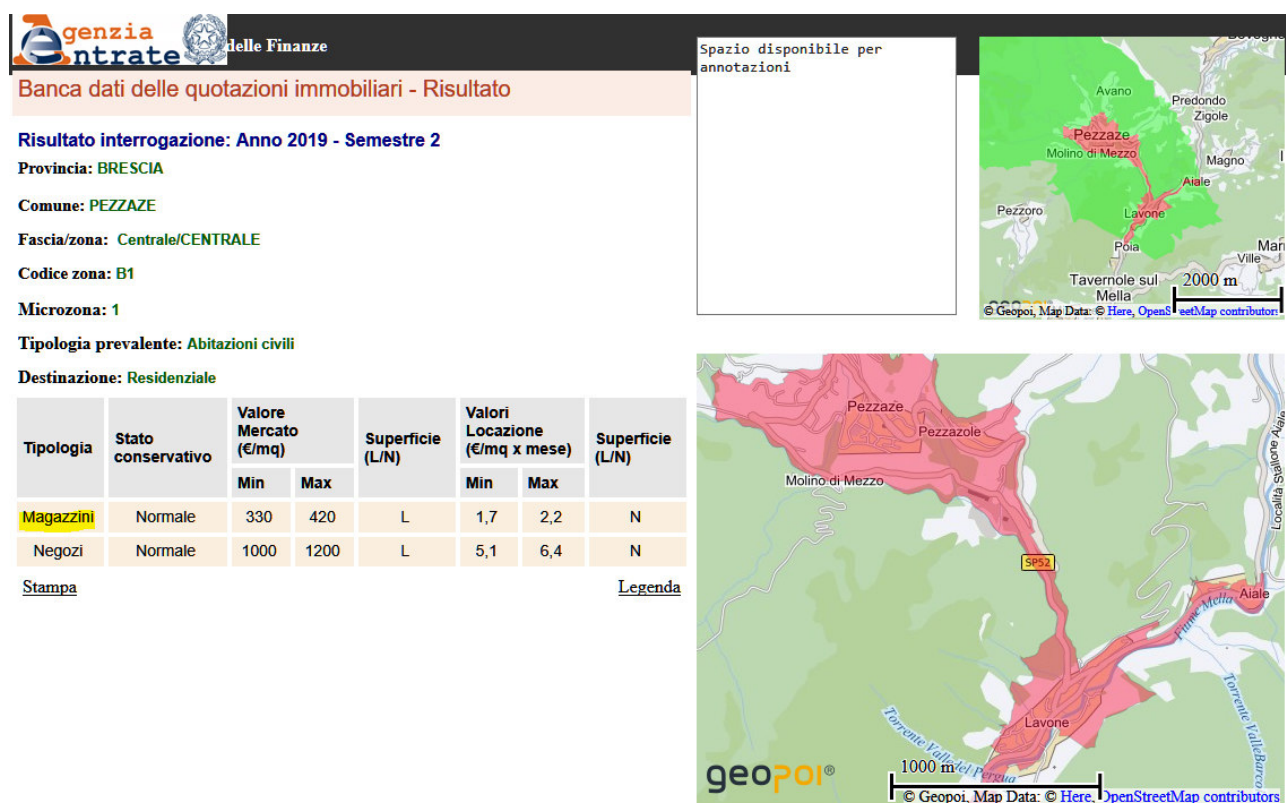 Agenzia
Entrate
delle Finanze
Banca dati delle quotazioni immobiliari - Risultato
Risultato interrogazione: Anno 2019 - Semestre 2
Provincia: BRESCIA
Comune: PEZZAZE
Fascia/zona: Centrale/CENTRALE
Codice zona: B1
Microzona: 1
Tipologia prevalente: Abitazioni civili
Destinazione: Residenziale
Tipologia Stato conservativo Valore Mercato (€/mq) Superficie (L/N) Valori Locazione (€/mq x mese) Superficie (L/N)
Min Max Min Max
Magazzini Normale 330 420 L 1,7 2,2 N
Negozi Normale 1000 1200 L 5,1 6,4 N
Stampa Legenda
Spazio disponibile per
annotazioni
Avano
Predondo
Zigole
Pezzaze
Molino di Mezzo
Magno
Aiale
Pezzoro
Lavone
Poia
Ville
Tavernole sul
Mella
2000 m
© Geopoi, Map Data: © Here, OpenStreetMap contributors
Pezzaze
Pezzazole
Molino di Mezzo
Località Stallone Aiale
SP52
Aiale
Fiume Mella
Lavone
Torrente Valle del Pergua
Torrente ValleBarco
1000 m
geopoi®
© Geopoi, Map Data: © Here, OpenStreetMap contributors